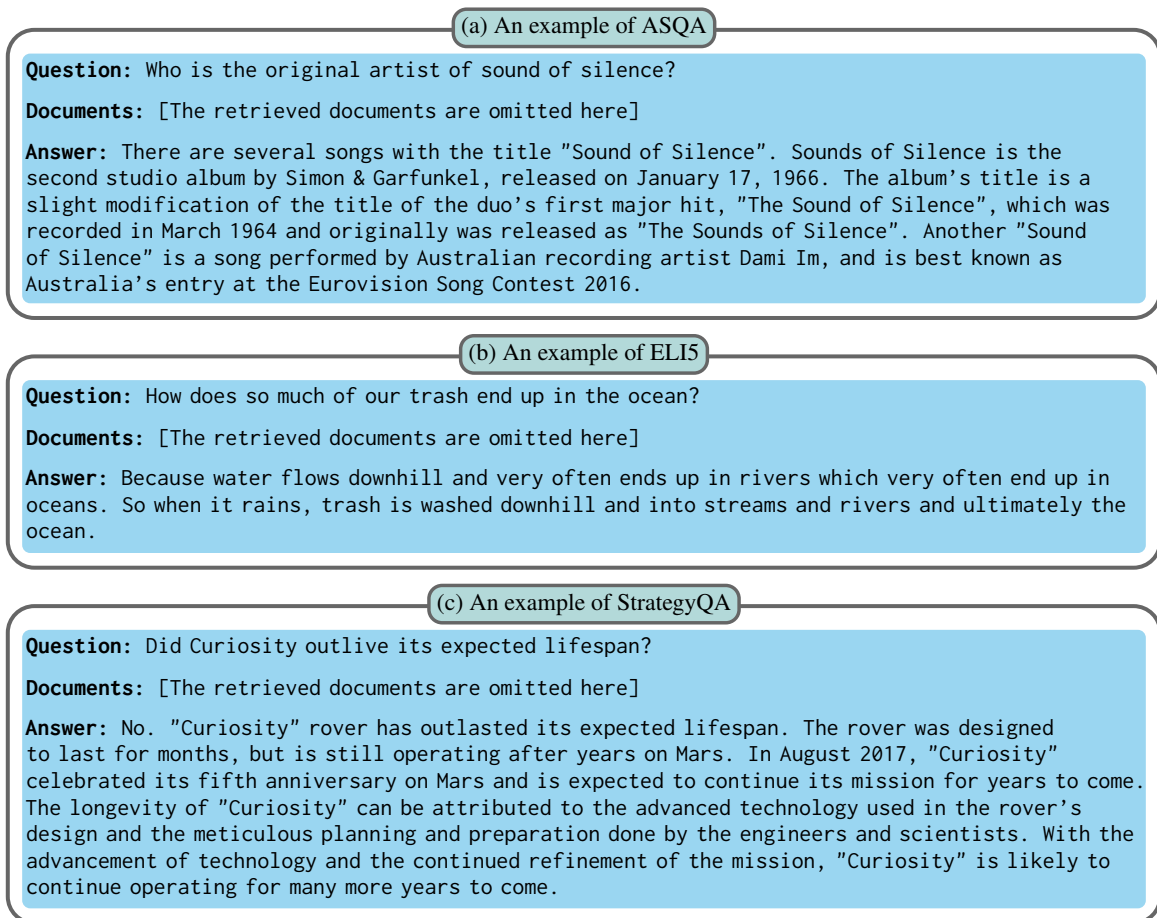 (a) An example of ASQA
Question: Who is the original artist of sound of silence?
Documents: [The retrieved documents are omitted here]
Answer: There are several songs with the title "Sound of Silence". Sounds of Silence is the
second studio album by Simon & Garfunkel, released on January 17, 1966. The album's title is a
slight modification of the title of the duo's first major hit, "The Sound of Silence", which was
recorded in March 1964 and originally was released as "The Sounds of Silence". Another "Sound
of Silence" is a song performed by Australian recording artist Dami Im, and is best known as
Australia's entry at the Eurovision Song Contest 2016.
(b) An example of ELI5
Question: How does so much of our trash end up in the ocean?
Documents: [The retrieved documents are omitted here]
Answer: Because water flows downhill and very often ends up in rivers which very often end up in
oceans. So when it rains, trash is washed downhill and into streams and rivers and ultimately the
ocean.
(c) An example of StrategyQA
Question: Did Curiosity outlive its expected lifespan?
Documents: [The retrieved documents are omitted here]
Answer: No. "Curiosity" rover has outlasted its expected lifespan. The rover was designed
to last for months, but is still operating after years on Mars. In August 2017, "Curiosity"
celebrated its fifth anniversary on Mars and is expected to continue its mission for years to come.
The longevity of "Curiosity" can be attributed to the advanced technology used in the rover's
design and the meticulous planning and preparation done by the engineers and scientists. With the
advancement of technology and the continued refinement of the mission, "Curiosity" is likely to
continue operating for many more years to come.